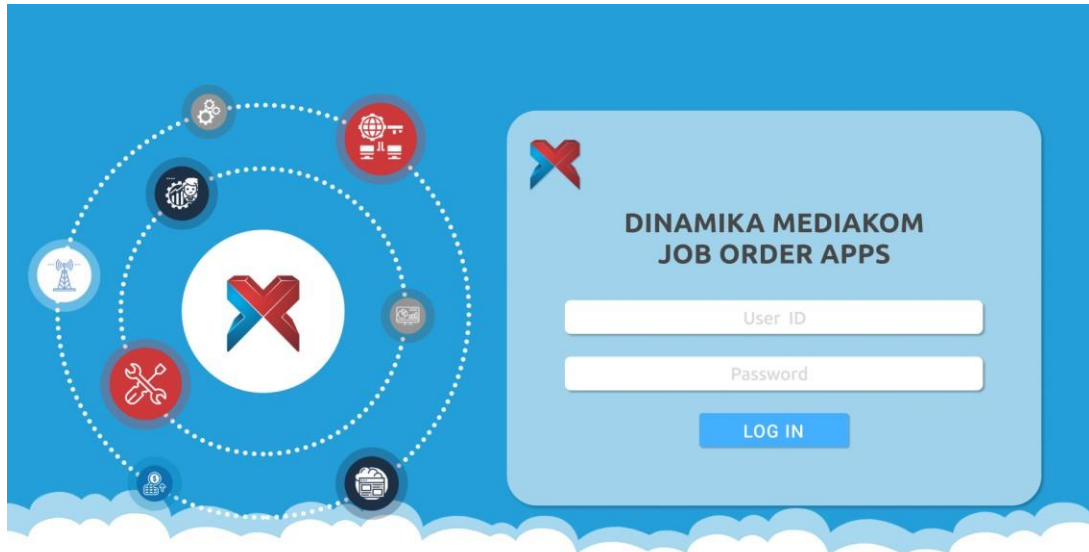 DINAMIKA MEDIAKOM
JOB ORDER APPS
User ID
Password
LOG IN